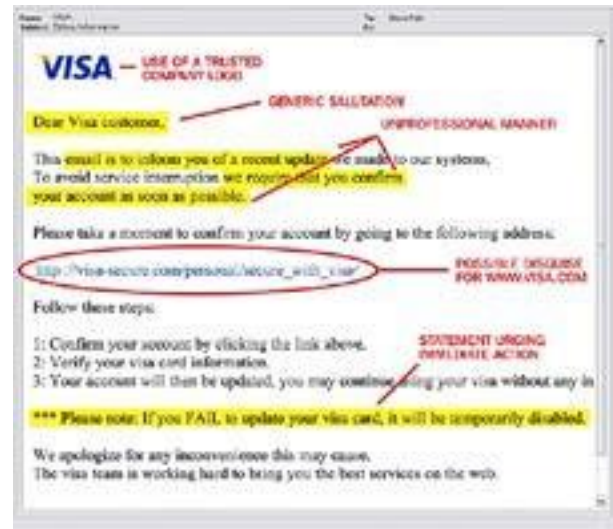 VISA
USE OF A TRUSTED
COMPANY LOGO
GENERIC SALUTATION
Dear Visa customer,
UNPROFESSIONAL MANNER
This email is to inform you of a recent update we made to our systems.
To avoid service interruption we require that you confirm
your account as soon as possible.
Please take a moment to confirm your account by going to the following address:
http://visa-secure.com/personal/secure_with_visa/
POSSIBLE DISGUISE
FOR WWW.VISA.COM
Follow these steps:
STATEMENT URGING
IMMEDIATE ACTION
1: Confirm your account by clicking the link above.
2: Verify your visa card information.
3: Your account will then be updated, you may continue using your visa without any in
*** Please note: If you FAIL to update your visa card, it will be temporarily disabled.
We apologize for any inconvenience this may cause.
The visa team is working hard to bring you the best services on the web.